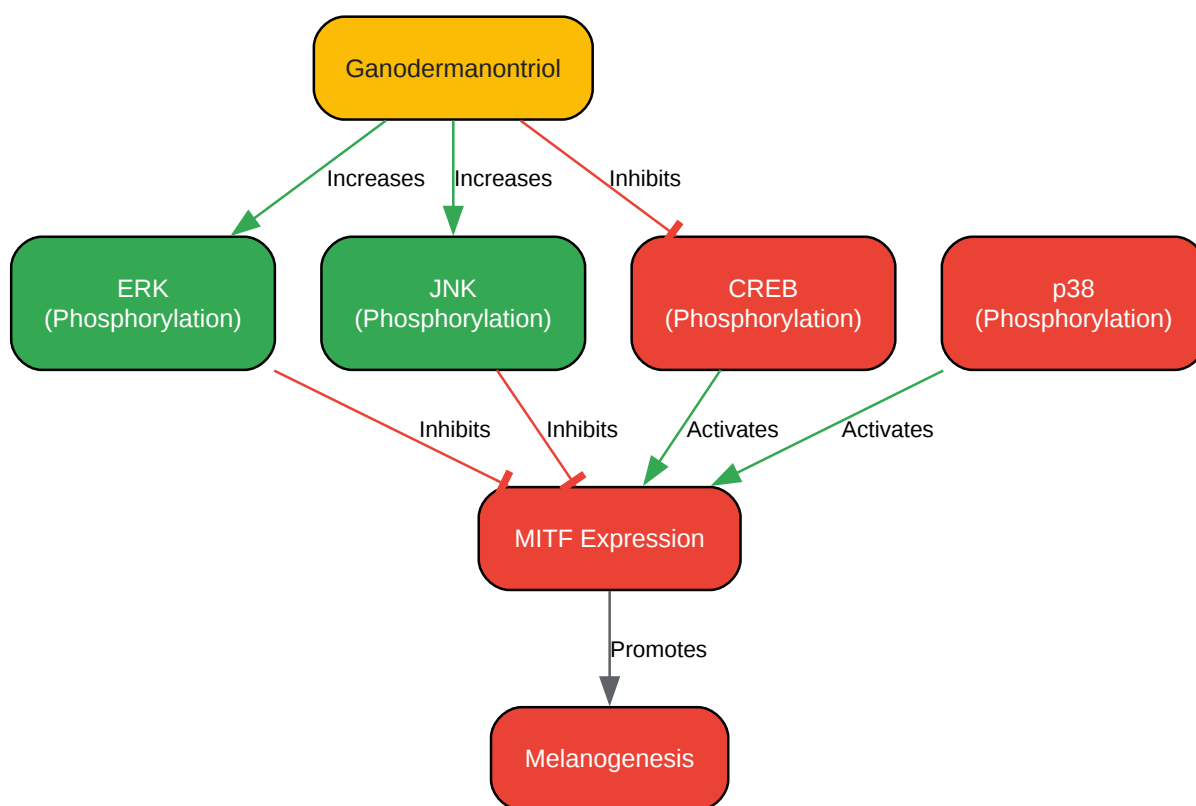 Ganodermanontriol
Increases
Increases
Inhibits
ERK
(Phosphorylation)
JNK
(Phosphorylation)
CREB
(Phosphorylation)
p38
(Phosphorylation)
Inhibits
Inhibits
Activates
Activates
MITF Expression
Promotes
Melanogenesis